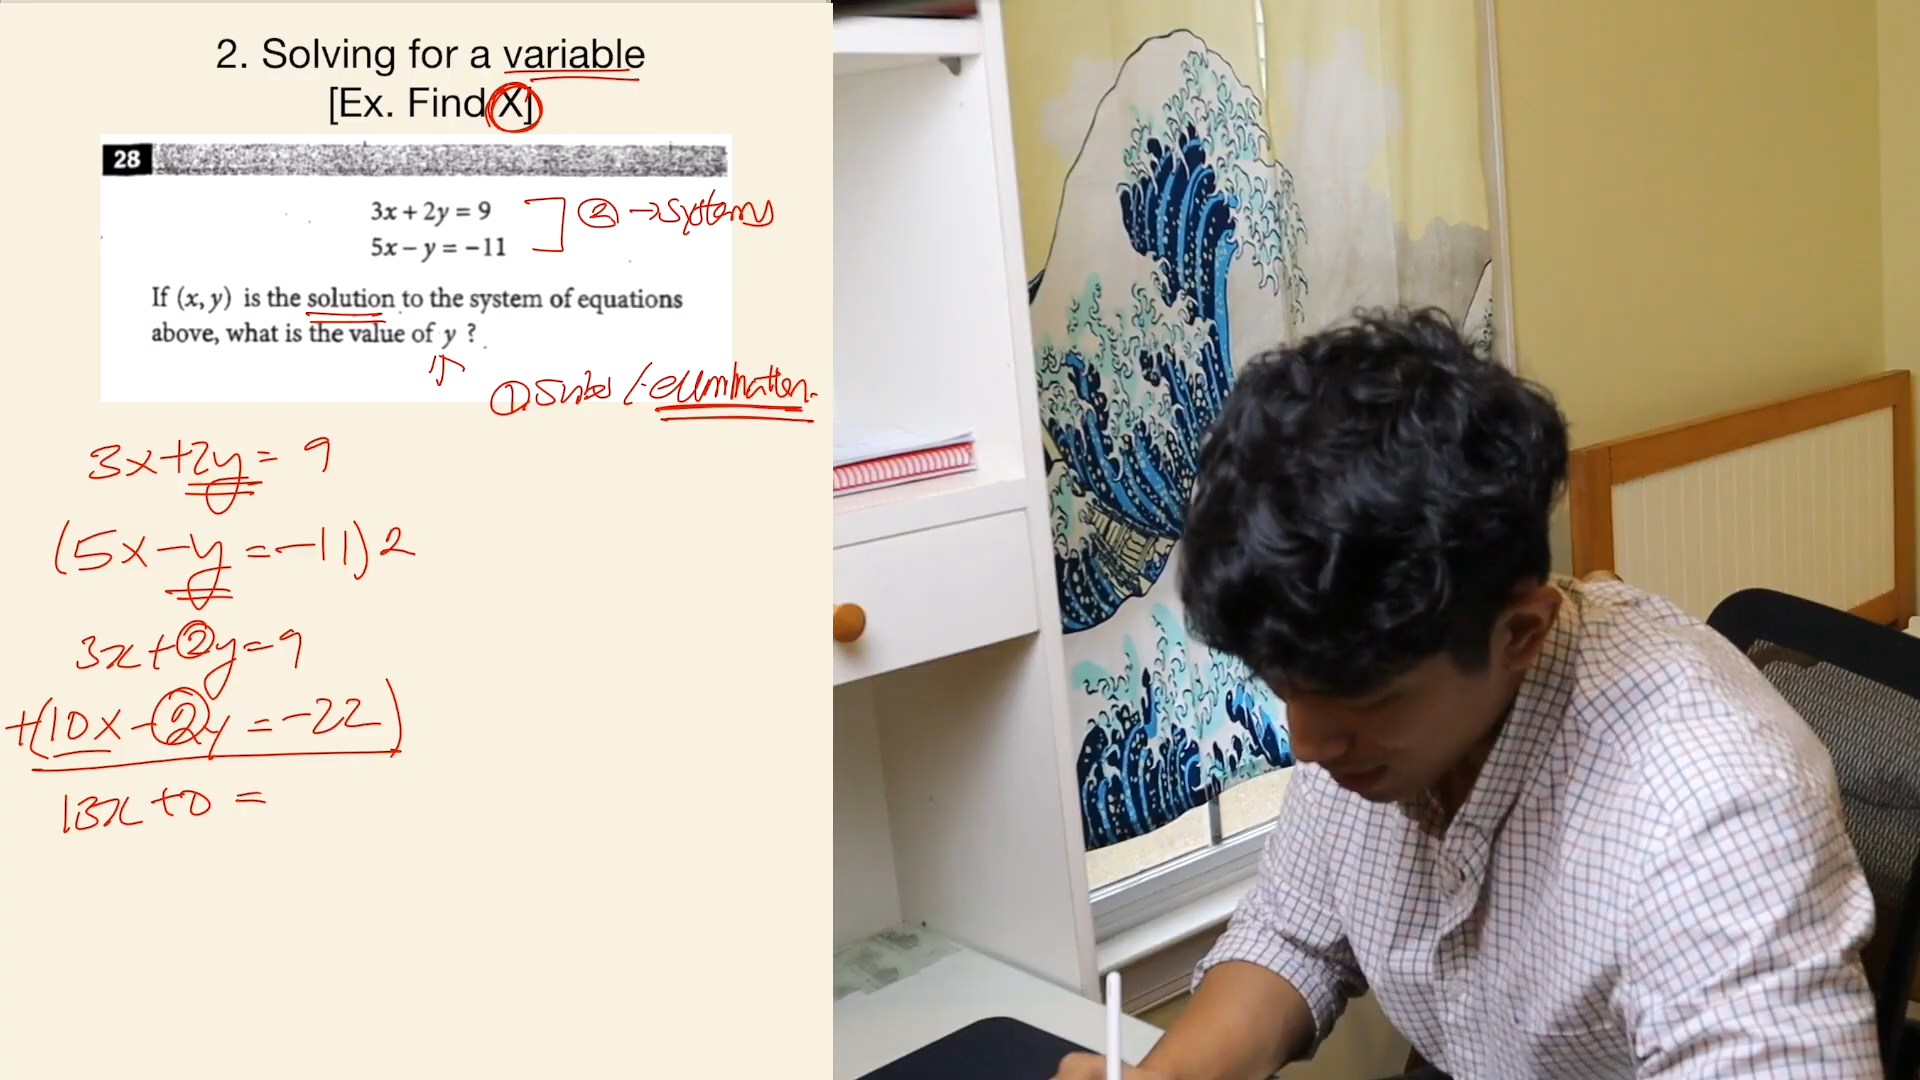 2. Solving for a variable
[Ex. Find X]
28
3x + 2y = 9
5x – y = –11
② → systems
If (x, y) is the solution to the system of equations
above, what is the value of y ?
① Subs / elimination.
3x+2y = 9
(5x-y = -11)2
3x+2y=9
+(10x-2y = -22)
13x +0 =